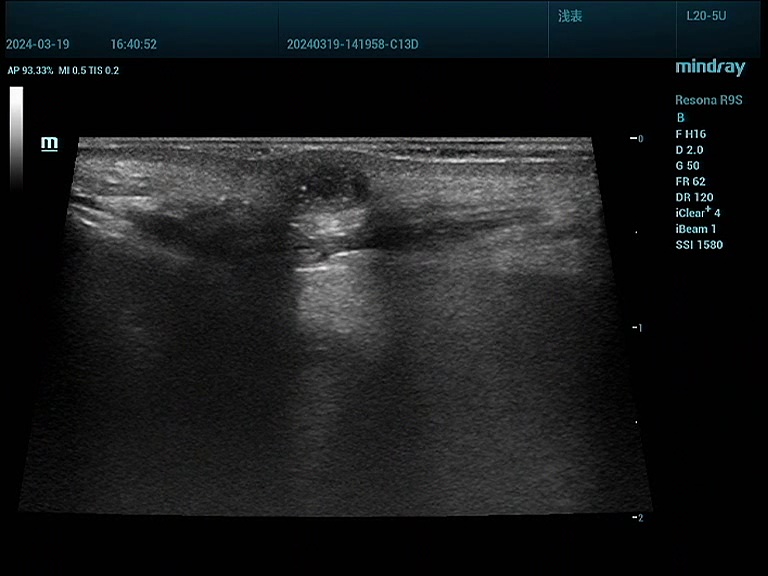 浅表
L20-5U
2024-03-19 16:40:52 20240319-141958-C13D
AP 93.33% MI 0.5 TIS 0.2
mindray
m
Resona R9S
B
F H16
D 2.0
G 50
FR 62
DR 120
iClear+ 4
iBeam 1
SSI 1580
0
1
2